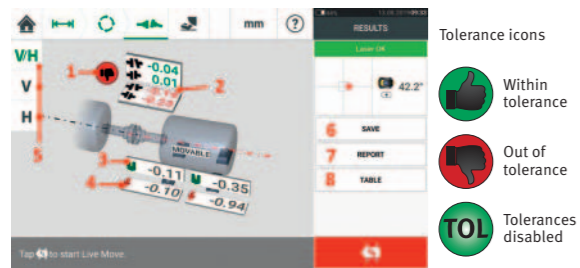 mm
?
RESULTS
Laser OK
Tolerance icons
V/H
V
H
1
-0.04
0.01
2
42.2°
Within
tolerance
MOVABLE
6
SAVE
7
REPORT
8
TABLE
Out of
tolerance
3
-0.11
-0.35
4
-0.10
-0.94
5
TOL
Tolerances
disabled
Tap
to start Live Move.